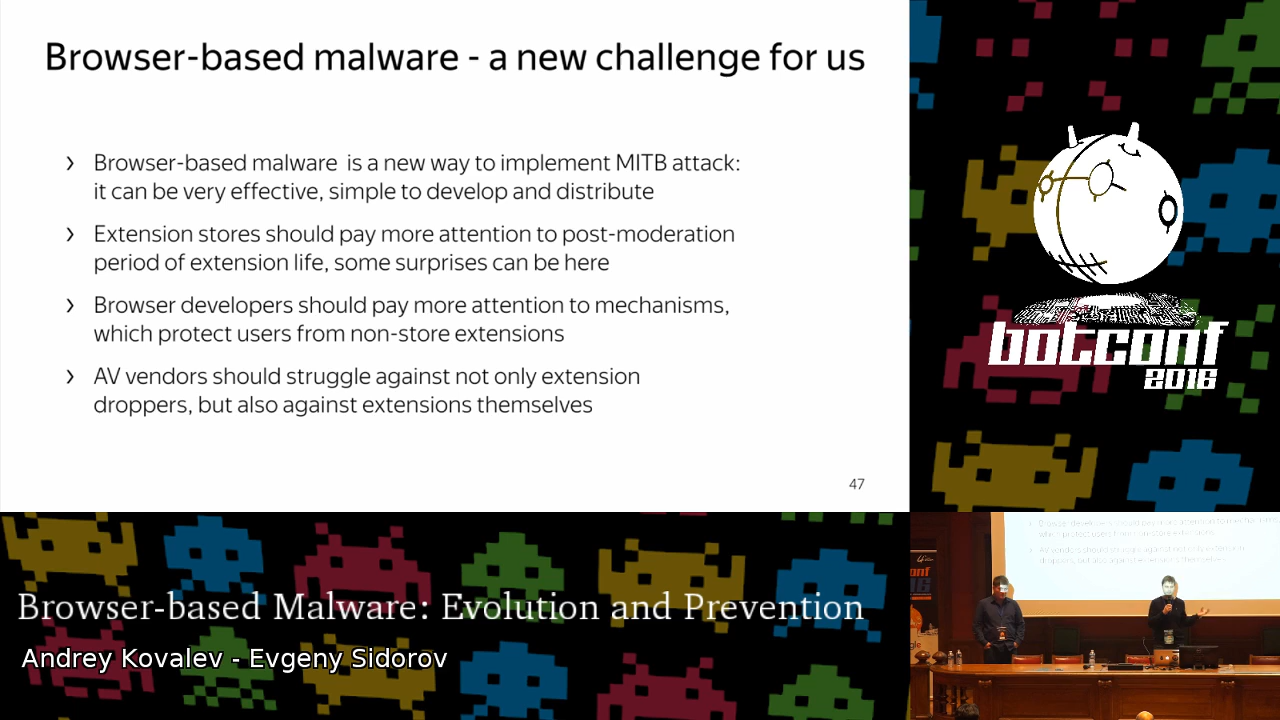 Browser-based malware - a new challenge for us
› Browser-based malware is a new way to implement MITB attack:
it can be very effective, simple to develop and distribute
› Extension stores should pay more attention to post-moderation
period of extension life, some surprises can be here
› Browser developers should pay more attention to mechanisms,
which protect users from non-store extensions
› AV vendors should struggle against not only extension
droppers, but also against extensions themselves
47
botconf
2016
Browser-based Malware: Evolution and Prevention
Andrey Kovalev - Evgeny Sidorov